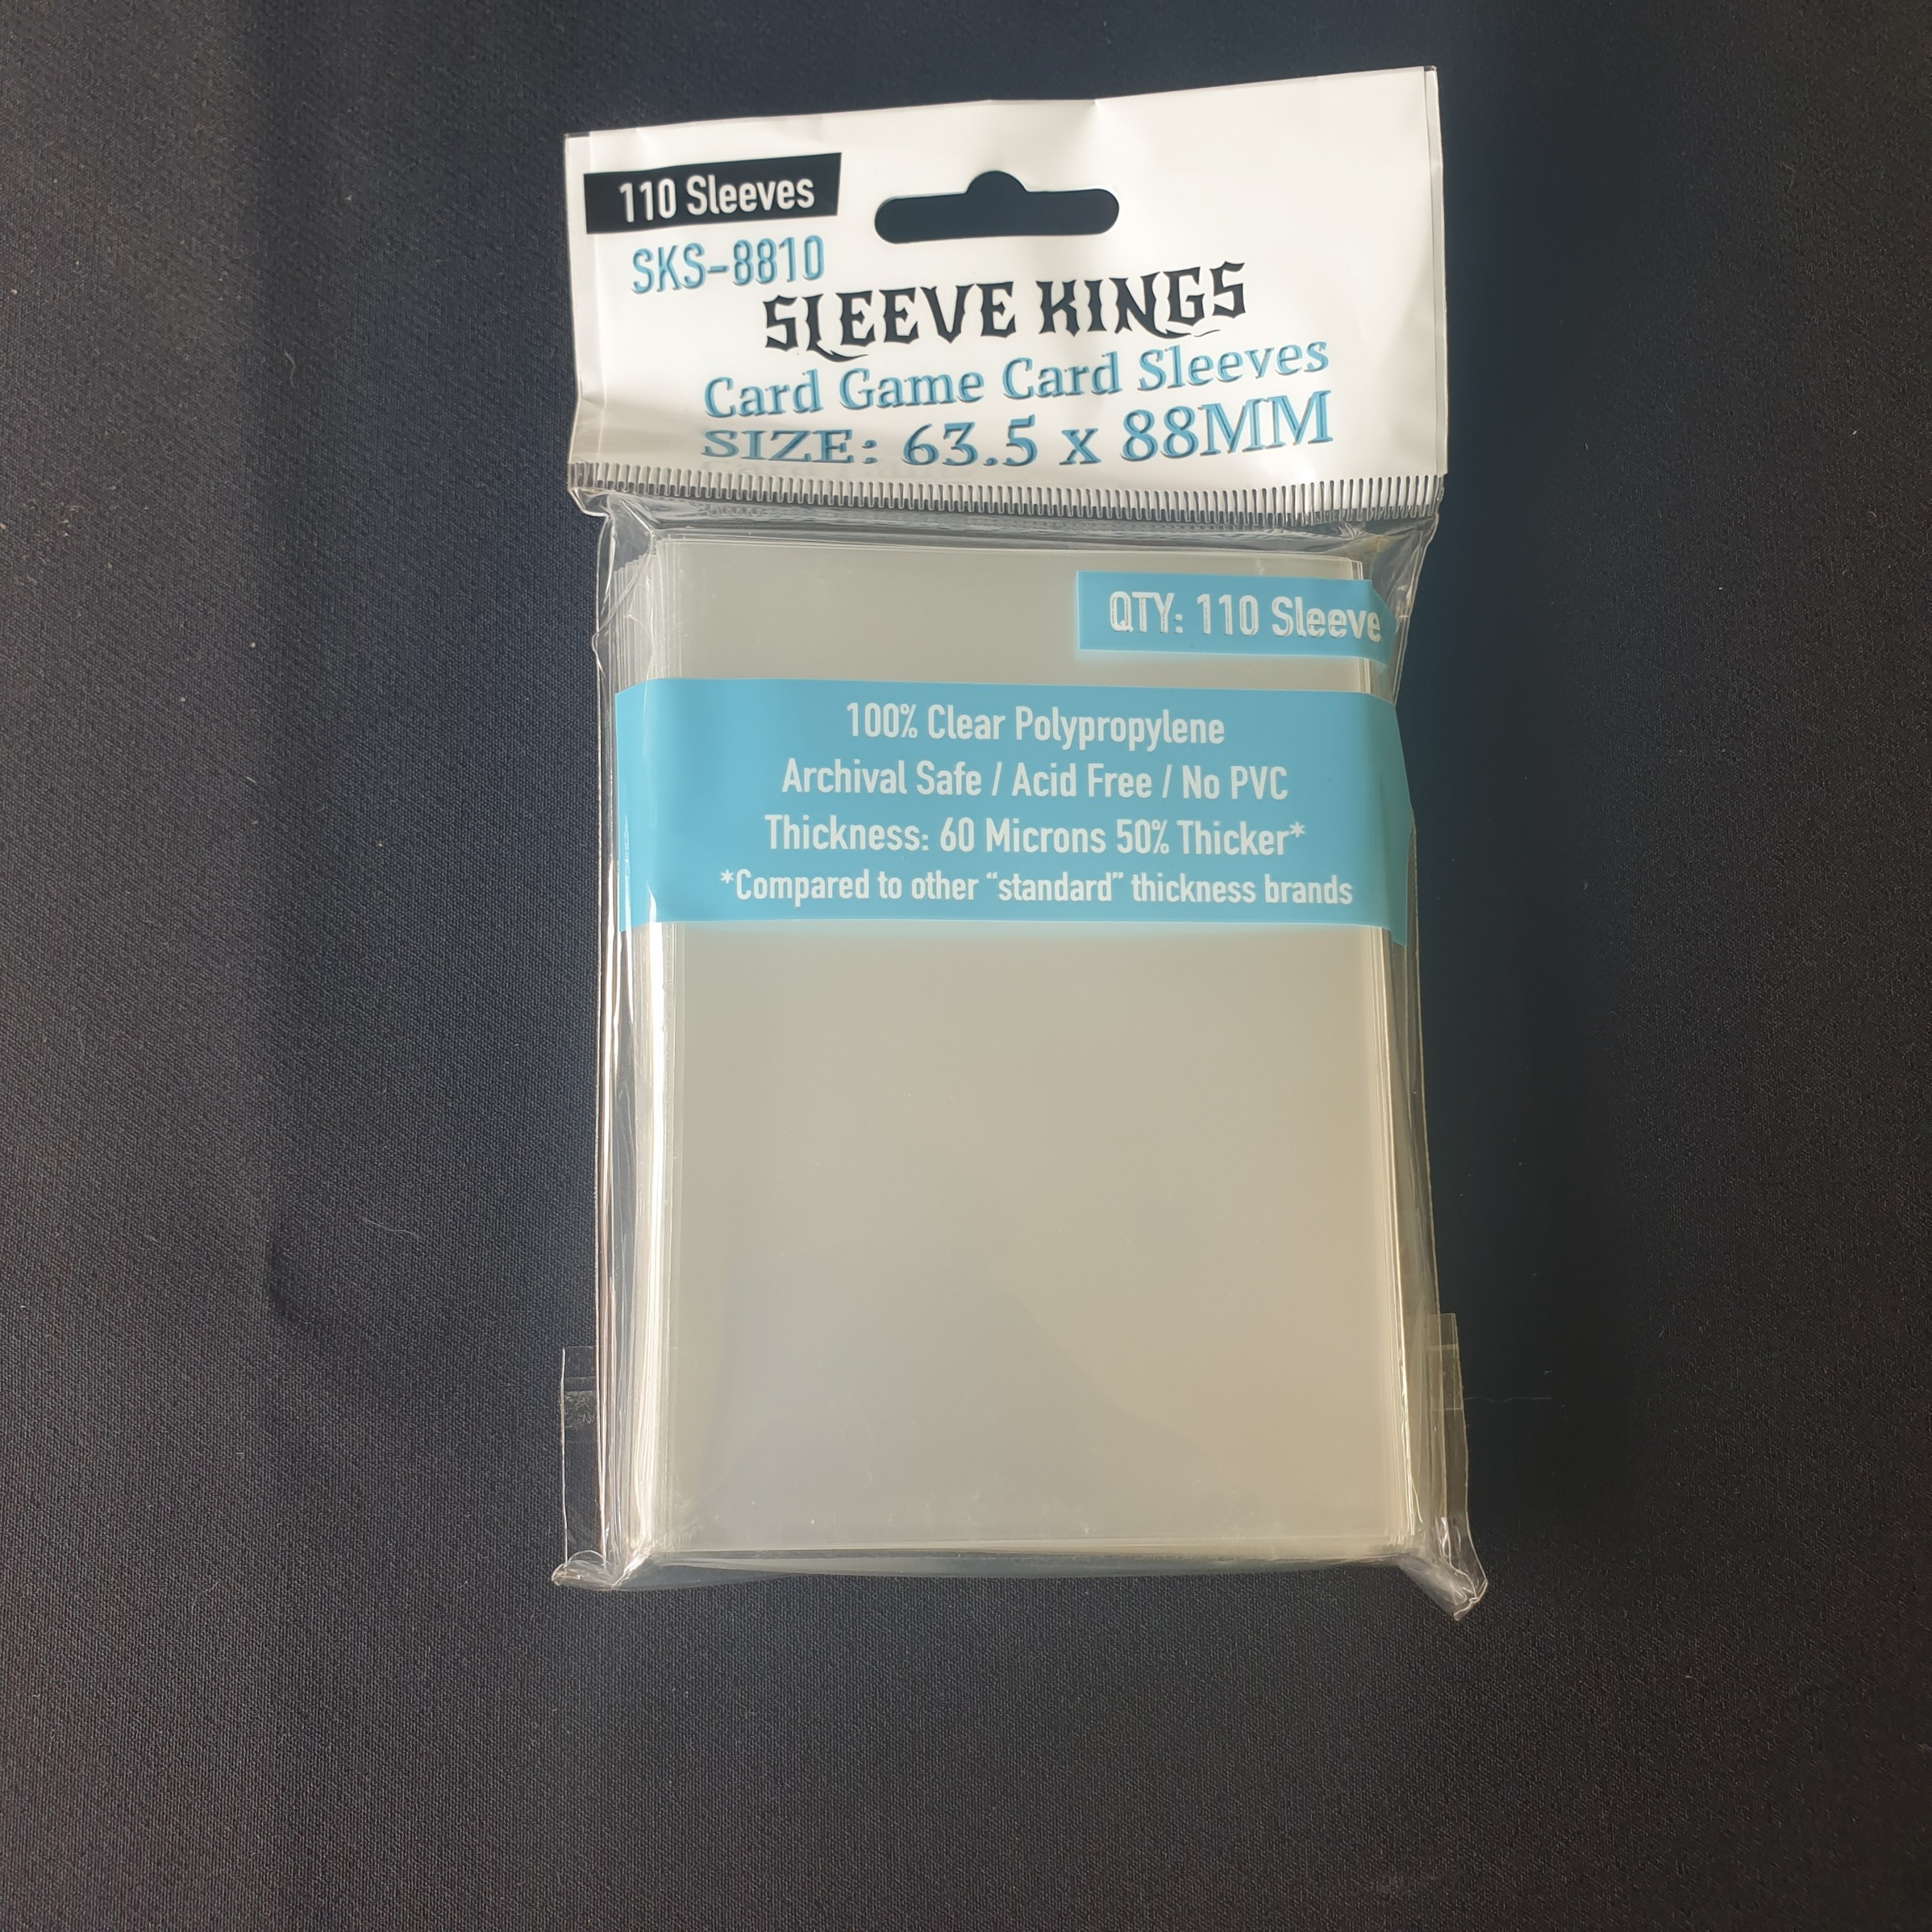 110 Sleeves
SKS-8810
SLEEVE KINGS
Card Game Card Sleeves
SIZE: 63.5 x 88MM
QTY: 110 Sleeve
100% Clear Polypropylene
Archival Safe / Acid Free / No PVC
Thickness: 60 Microns 50% Thicker*
*Compared to other “standard” thickness brands